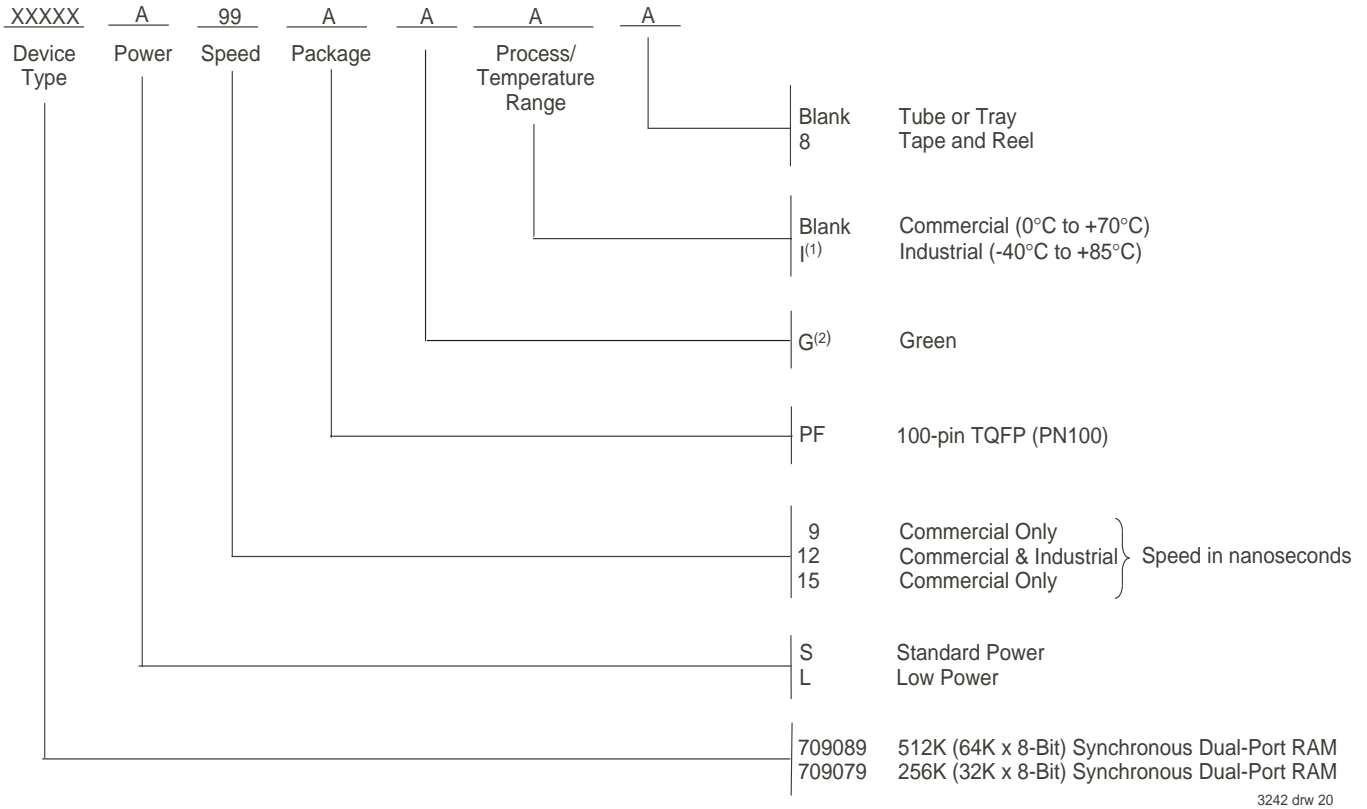 XXXXX A 99 A A A A
Device Type Power Speed Package Process/ Temperature Range
Blank Tube or Tray
8 Tape and Reel
Blank Commercial (0°C to +70°C)
I(1) Industrial (-40°C to +85°C)
G(2) Green
PF 100-pin TQFP (PN100)
9 Commercial Only
12 Commercial & Industrial Speed in nanoseconds
15 Commercial Only
S Standard Power
L Low Power
709089 512K (64K x 8-Bit) Synchronous Dual-Port RAM
709079 256K (32K x 8-Bit) Synchronous Dual-Port RAM
3242 drw 20